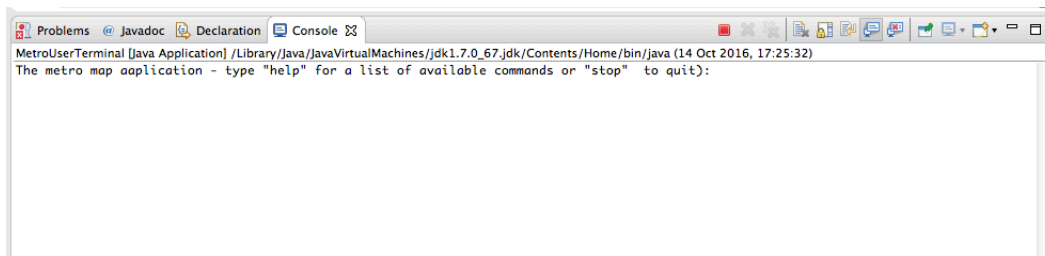 Problems @ Javadoc Declaration Console
MetroUserTerminal [Java Application] /Library/Java/JavaVirtualMachines/jdk1.7.0_67.jdk/Contents/Home/bin/java (14 Oct 2016, 17:25:32)
The metro map aaplication - type "help" for a list of available commands or "stop"  to quit):